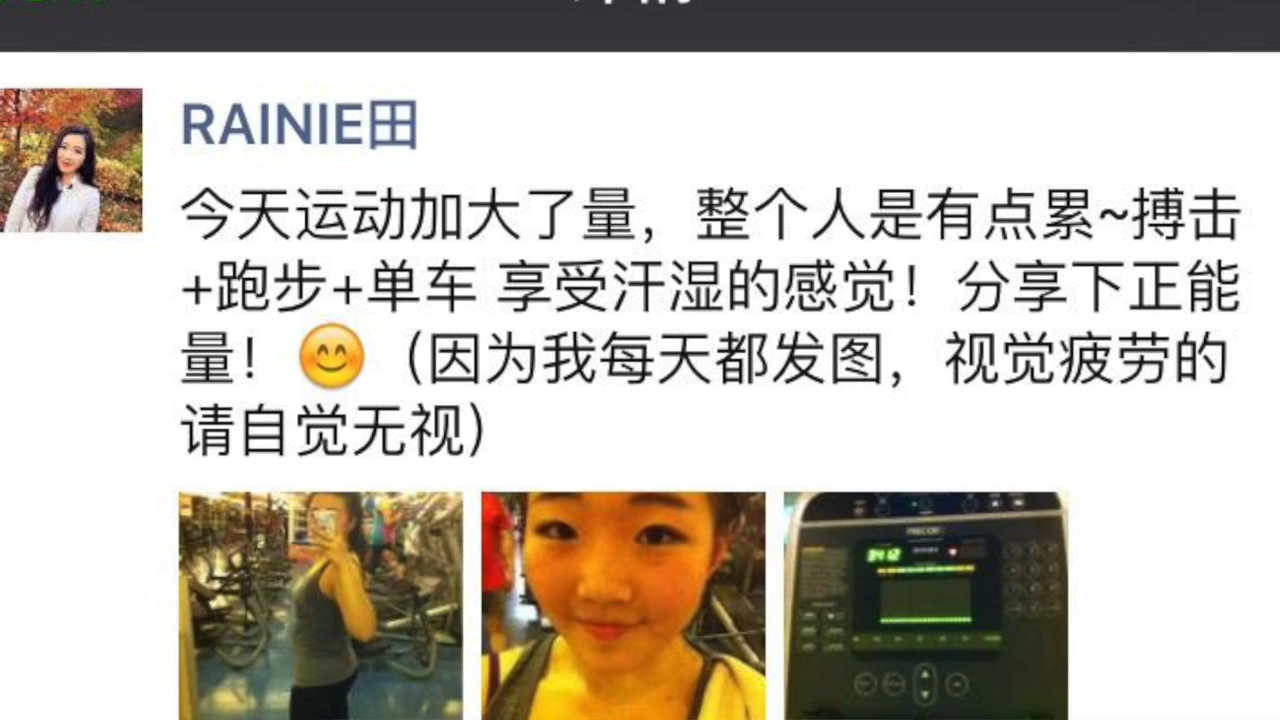 RAINIE田
今天运动加大了量，整个人是有点累~搏击
+跑步+单车 享受汗湿的感觉！分享下正能
量！😊（因为我每天都发图，视觉疲劳的
请自觉无视）
PRECOR